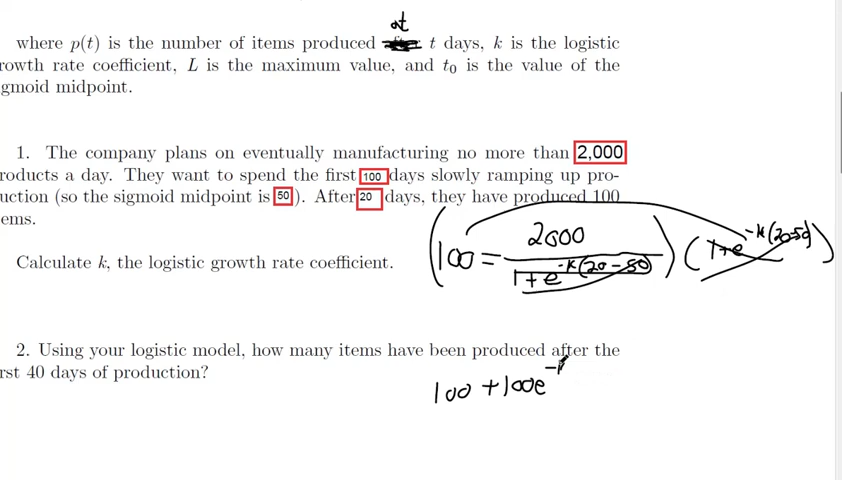 at
where p(t) is the number of items produced t days, k is the logistic
rowth rate coefficient, L is the maximum value, and t₀ is the value of the
gmoid midpoint.
1. The company plans on eventually manufacturing no more than 2,000
roducts a day. They want to spend the first 100 days slowly ramping up pro-
uction (so the sigmoid midpoint is 50). After 20 days, they have produced 100
ems.
(100 = 2000 / 1+e^-k(20-50)) (1+e^-k(20-50))
Calculate k, the logistic growth rate coefficient.
2. Using your logistic model, how many items have been produced after the
rst 40 days of production?
100 + 100e^-